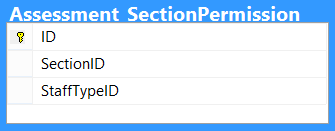 Assessment_SectionPermission
ID
SectionID
StaffTypeID